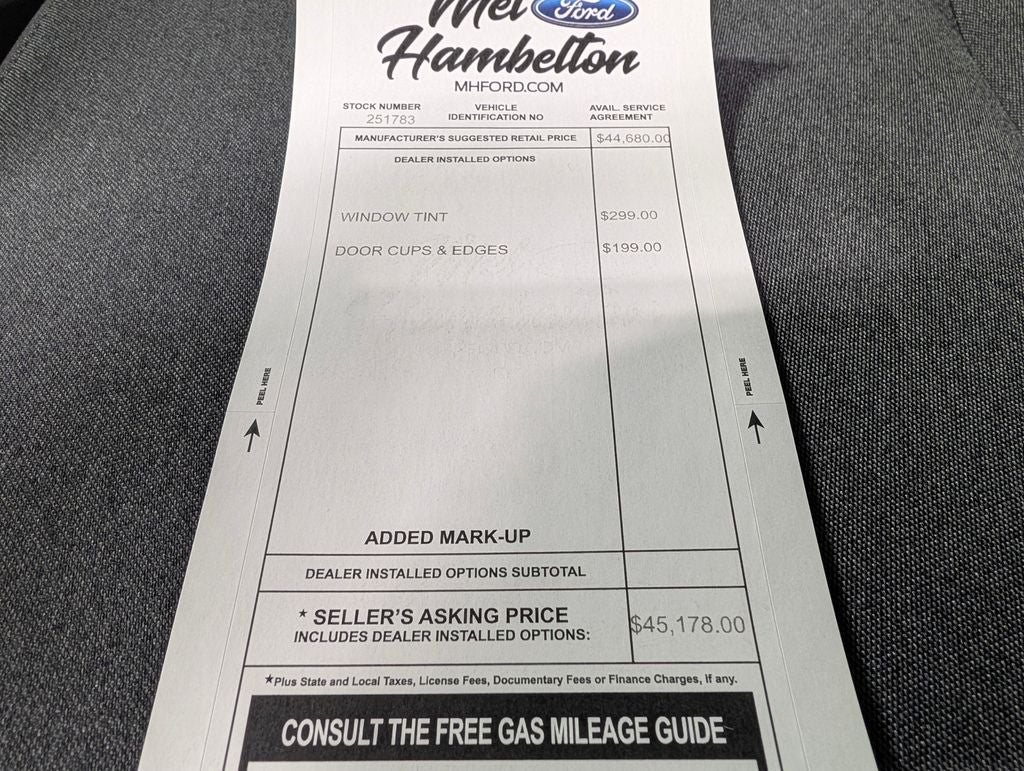 Mel Ford
Hambelton
MHFORD.COM
STOCK NUMBER VEHICLE IDENTIFICATION NO AVAIL. SERVICE AGREEMENT
251783
MANUFACTURER'S SUGGESTED RETAIL PRICE $44,680.00
DEALER INSTALLED OPTIONS
WINDOW TINT $299.00
DOOR CUPS & EDGES $199.00
PEEL HERE
PEEL HERE
ADDED MARK-UP
DEALER INSTALLED OPTIONS SUBTOTAL
* SELLER'S ASKING PRICE
INCLUDES DEALER INSTALLED OPTIONS: $45,178.00
*Plus State and Local Taxes, License Fees, Documentary Fees or Finance Charges, If any.
CONSULT THE FREE GAS MILEAGE GUIDE